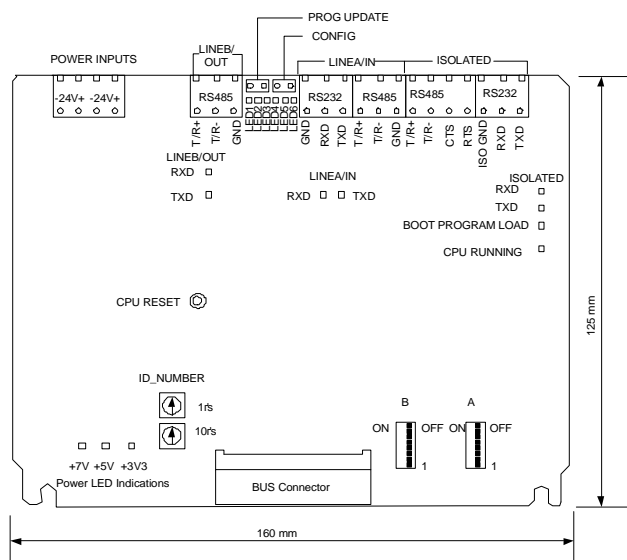 PROG UPDATE
CONFIG
POWER INPUTS
LINEB/
OUT
LINEA/IN
ISOLATED
-24V+ -24V+
RS485
RS232
RS485
RS485
RS232
T/R+
T/R-
GND
LED1
LED2
LED3
LED4
LED5
LED6
GND
RXD
TXD
T/R+
T/R-
GND
T/R+
T/R-
CTS
RTS
ISO GND
RXD
TXD
LINEB/OUT
RXD
TXD
LINEA/IN
RXD TXD
ISOLATED
RXD
TXD
BOOT PROGRAM LOAD
CPU RUNNING
CPU RESET
125 mm
ID_NUMBER
1r's
10r's
B A
ON OFF ON OFF
1 1
+7V +5V +3V3
Power LED Indications
BUS Connector
160 mm